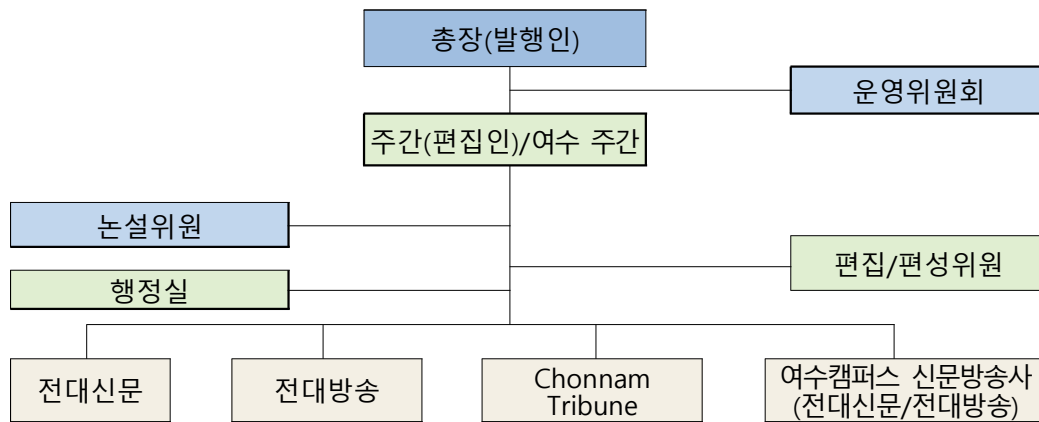 총장(발행인)
운영위원회
주간(편집인)/여수 주간
논설위원
편집/편성위원
행정실
전대신문
전대방송
Chonnam
Tribune
여수캠퍼스 신문방송사
(전대신문/전대방송)